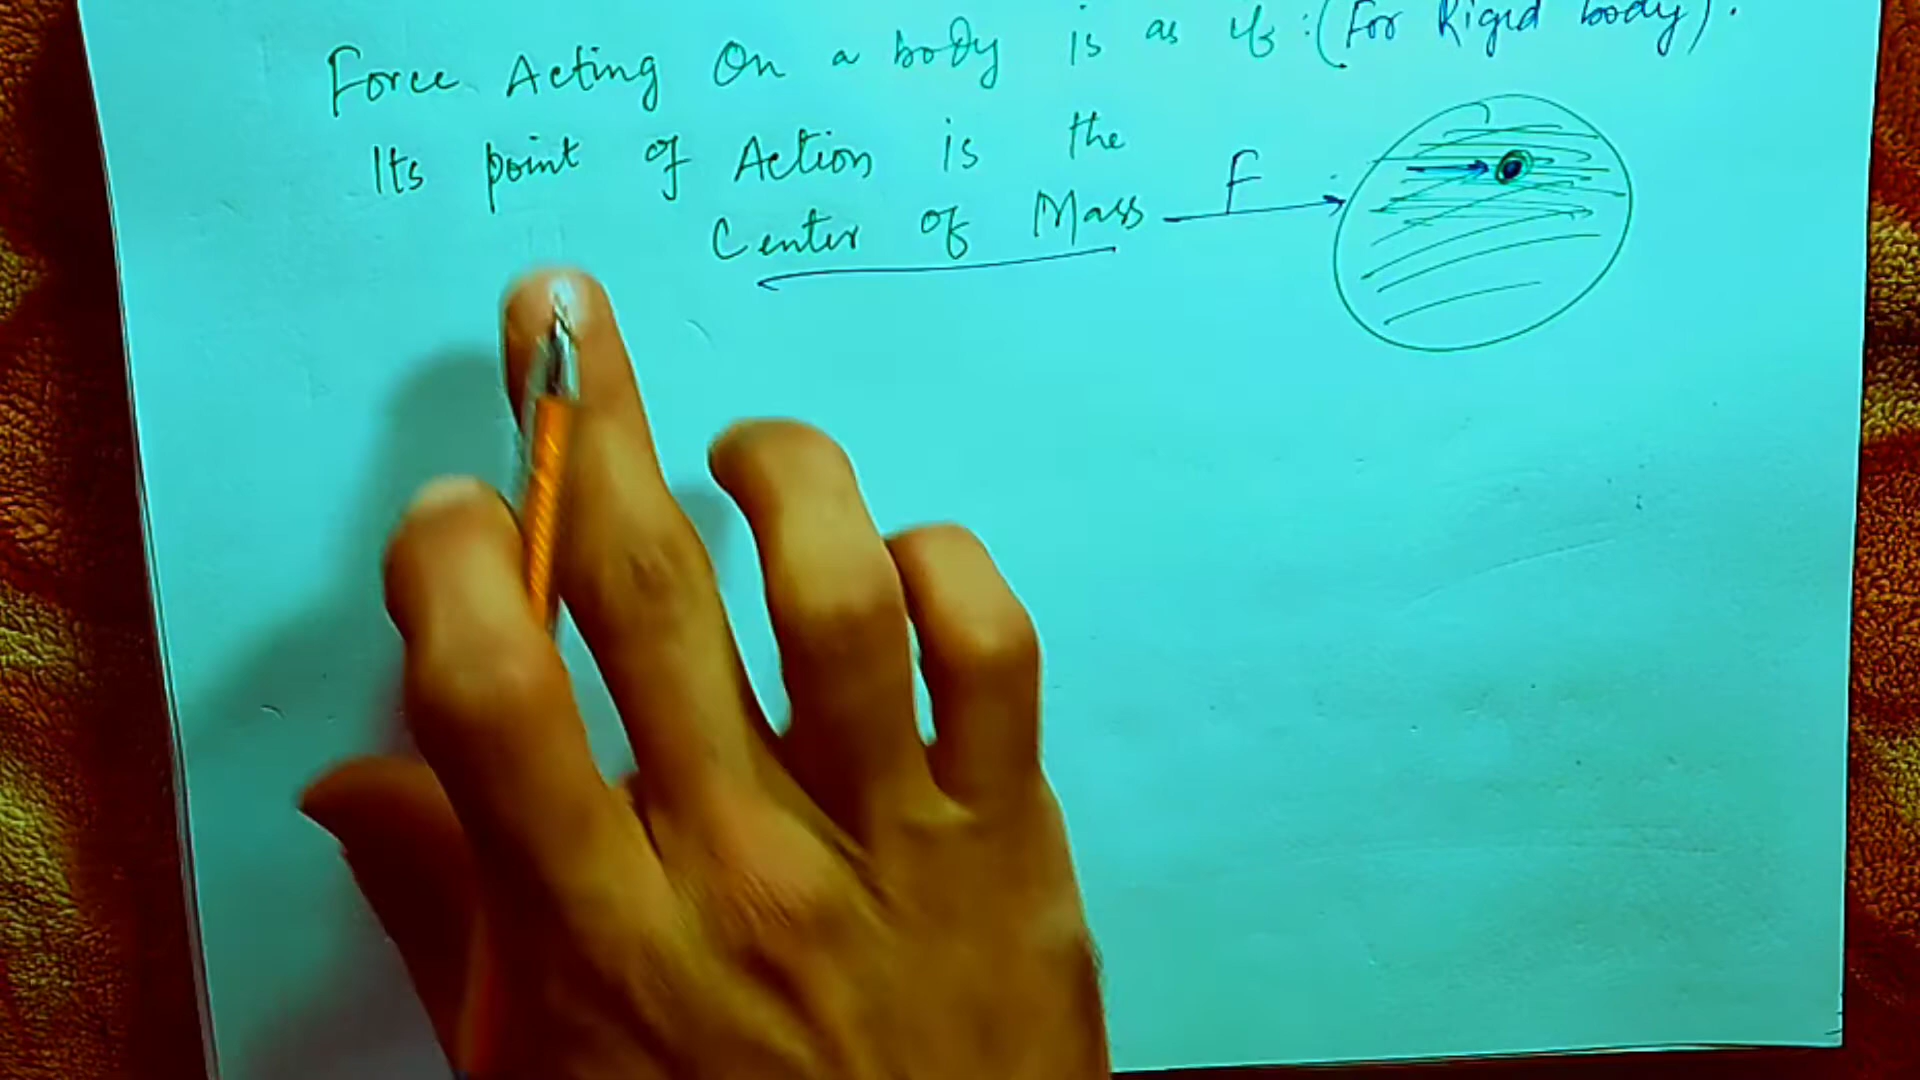 Force Acting On a body is as if :(For Rigid body).
Its point of Action is the
Center of Mass
F